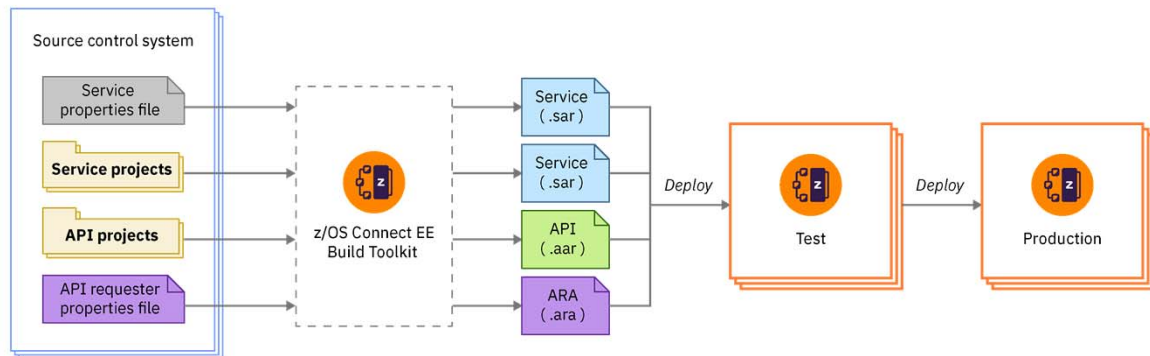 Source control system
Service
properties file
Service projects
API projects
API requester
properties file
z
z/OS Connect EE
Build Toolkit
Service
( .sar )
Service
( .sar )
API
( .aar )
ARA
( .ara )
Deploy
z
Test
Deploy
z
Production